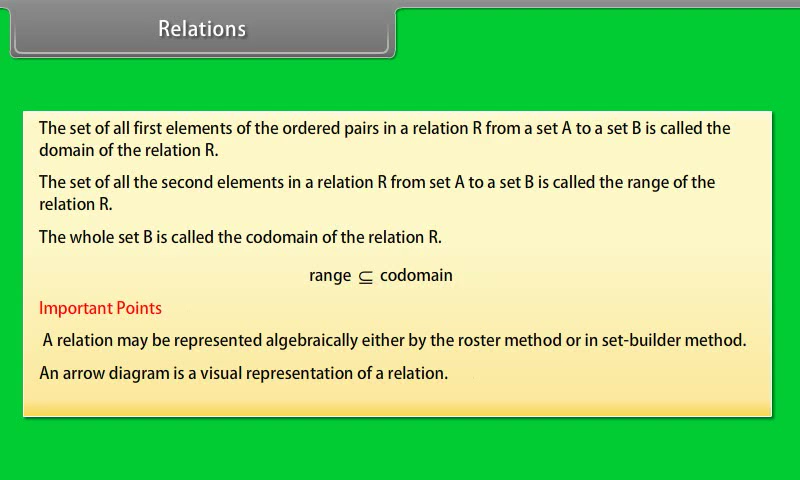 Relations
The set of all first elements of the ordered pairs in a relation R from a set A to a set B is called the
domain of the relation R.
The set of all the second elements in a relation R from set A to a set B is called the range of the
relation R.
The whole set B is called the codomain of the relation R.
range ⊆ codomain
Important Points
A relation may be represented algebraically either by the roster method or in set-builder method.
An arrow diagram is a visual representation of a relation.